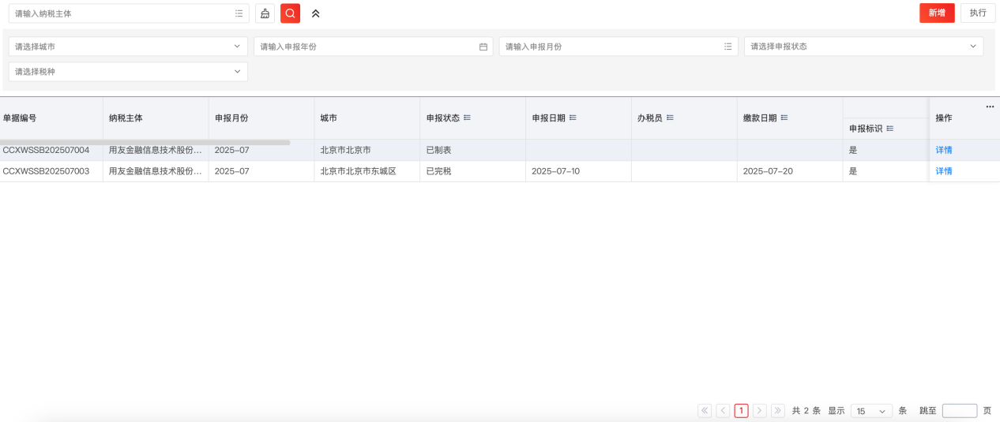 请输入纳税主体 新增 执行
请选择城市 请输入申报年份 请输入申报月份 请选择申报状态
请选择税种
单据编号 纳税主体 申报月份 城市 申报状态 申报日期 办税员 缴款日期 申报标识 操作
CCXWSSB202507004 用友金融信息技术股份... 2025-07 北京市北京市 已制表 是 详情
CCXWSSB202507003 用友金融信息技术股份... 2025-07 北京市北京市东城区 已完税 2025-07-10 2025-07-20 是 详情
1 共 2 条 显示 15 条 跳至 页